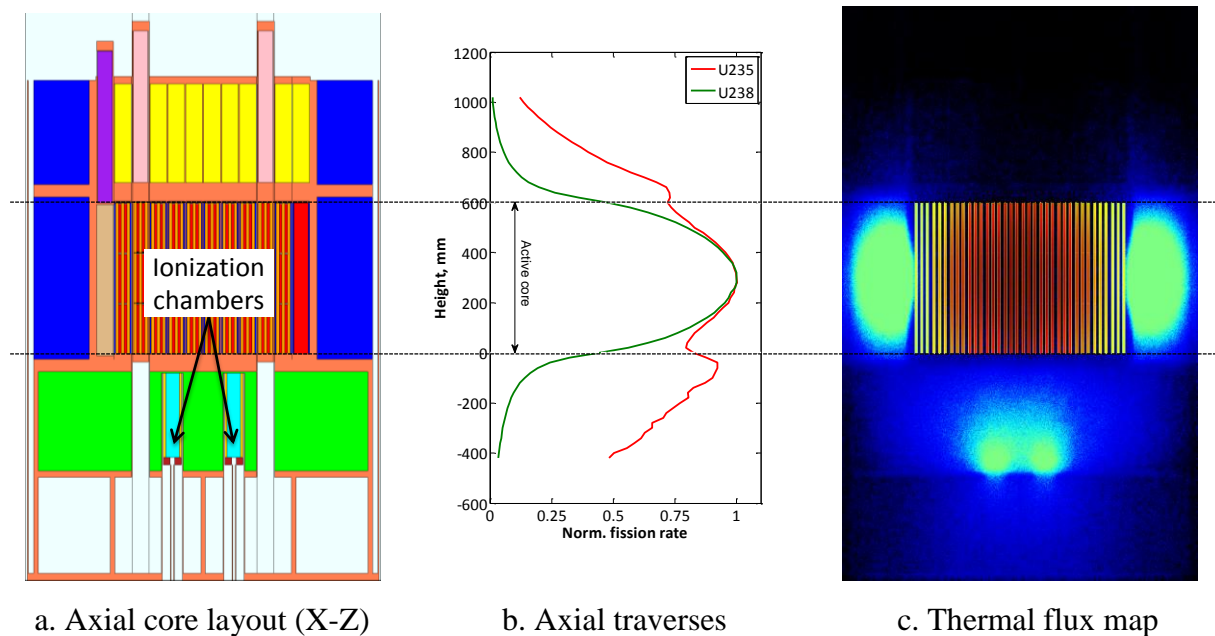 Ionization
chambers
1200
1000
800
600
400
200
0
-200
-400
-600
Height, mm
Active core
U235
U238
0
0.25
0.5
0.75
1
Norm. fission rate
a. Axial core layout (X-Z)
b. Axial traverses
c. Thermal flux map